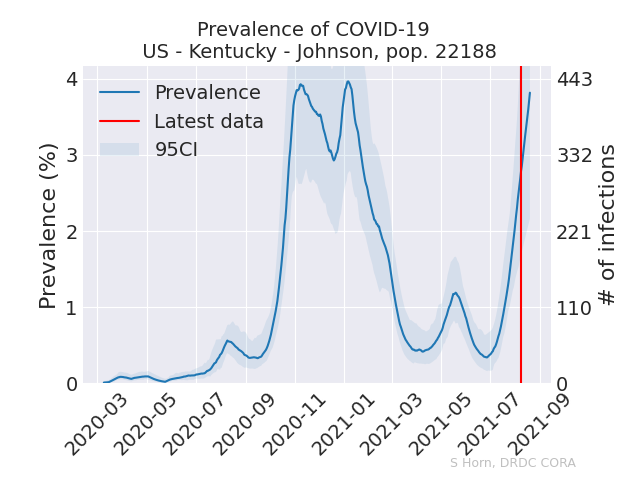 Prevalence of COVID-19
US - Kentucky - Johnson, pop. 22188
Prevalence
Latest data
95CI
Prevalence (%)
4
3
2
1
0
# of infections
443
332
221
110
0
2020-03
2020-05
2020-07
2020-09
2020-11
2021-01
2021-03
2021-05
2021-07
2021-09
S Horn, DRDC CORA